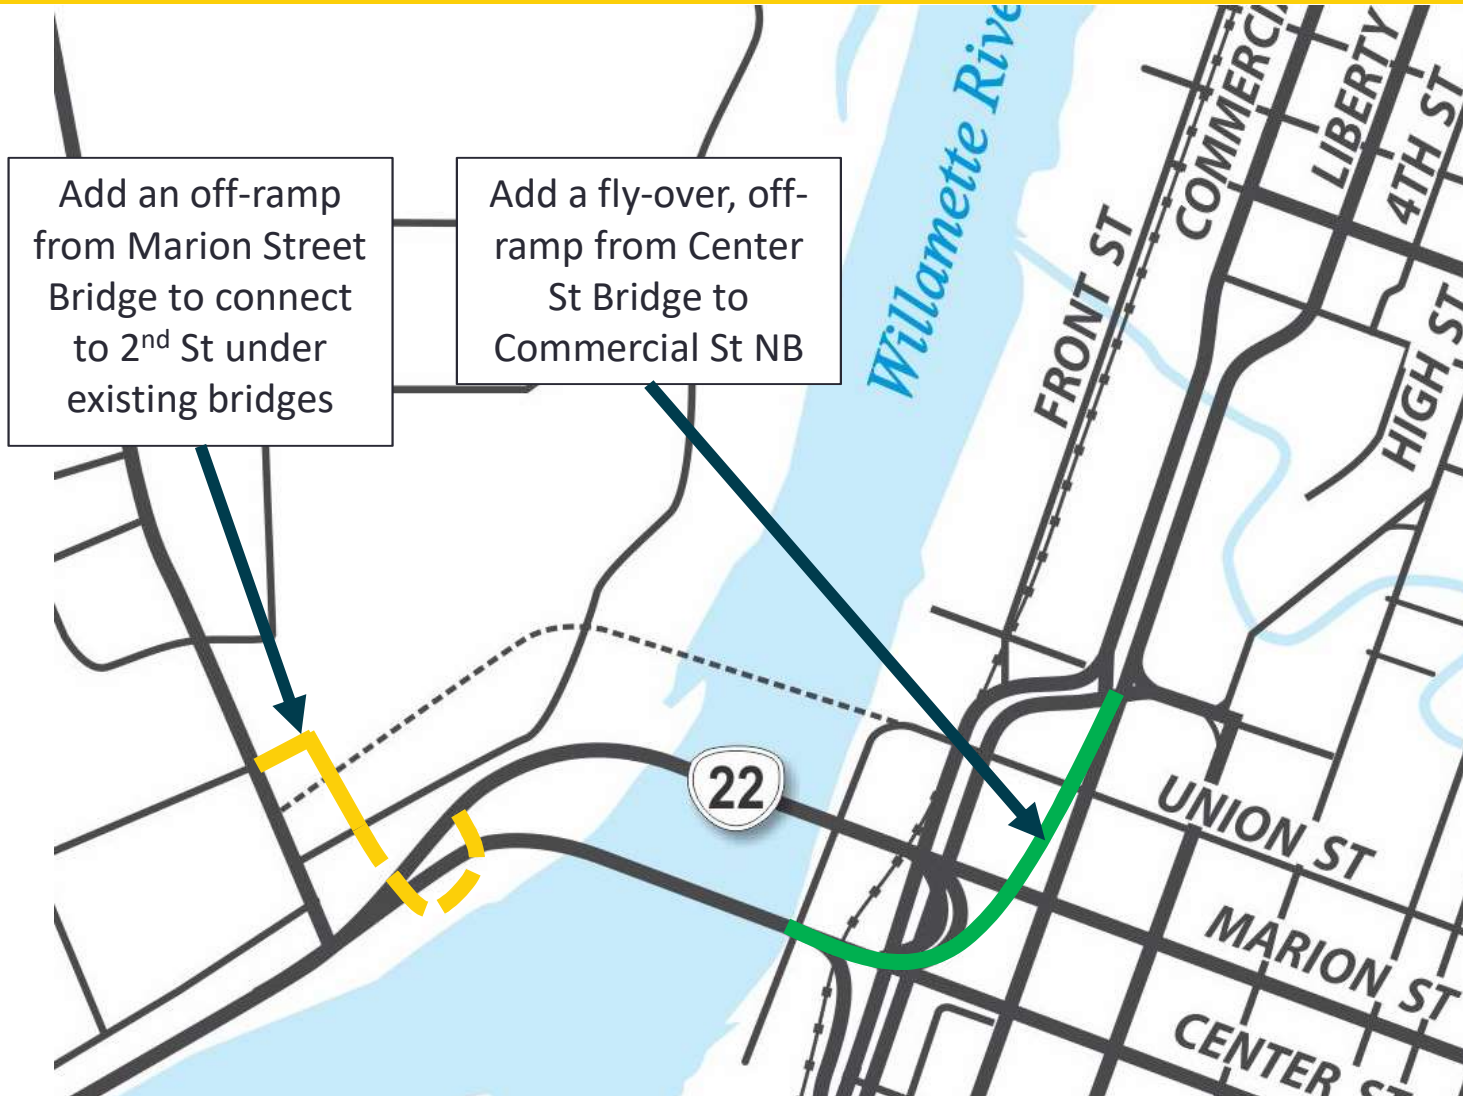 Willamette Rive
COMMERCI
LIBERTY
4TH ST
Add an off-ramp
from Marion Street
Bridge to connect
to 2nd St under
existing bridges
Add a fly-over, off-
ramp from Center
St Bridge to
Commercial St NB
FRONT ST
HIGH ST
22
UNION ST
MARION ST
CENTER ST